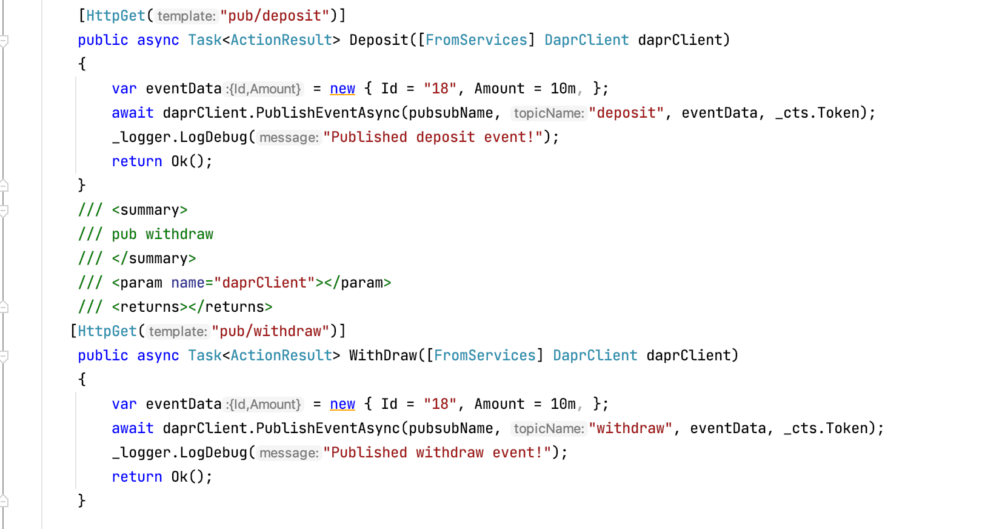 [HttpGet( template: "pub/deposit")]
public async Task<ActionResult> Deposit([FromServices] DaprClient daprClient)
{
var eventData :{Id,Amount} = new { Id = "18", Amount = 10m, };
await daprClient.PublishEventAsync(pubsubName, topicName: "deposit", eventData, _cts.Token);
_logger.LogDebug( message: "Published deposit event!");
return Ok();
}
/// <summary>
/// pub withdraw
/// </summary>
/// <param name="daprClient"></param>
/// <returns></returns>
[HttpGet( template: "pub/withdraw")]
public async Task<ActionResult> WithDraw([FromServices] DaprClient daprClient)
{
var eventData :{Id,Amount} = new { Id = "18", Amount = 10m, };
await daprClient.PublishEventAsync(pubsubName, topicName: "withdraw", eventData, _cts.Token);
_logger.LogDebug( message: "Published withdraw event!");
return Ok();
}